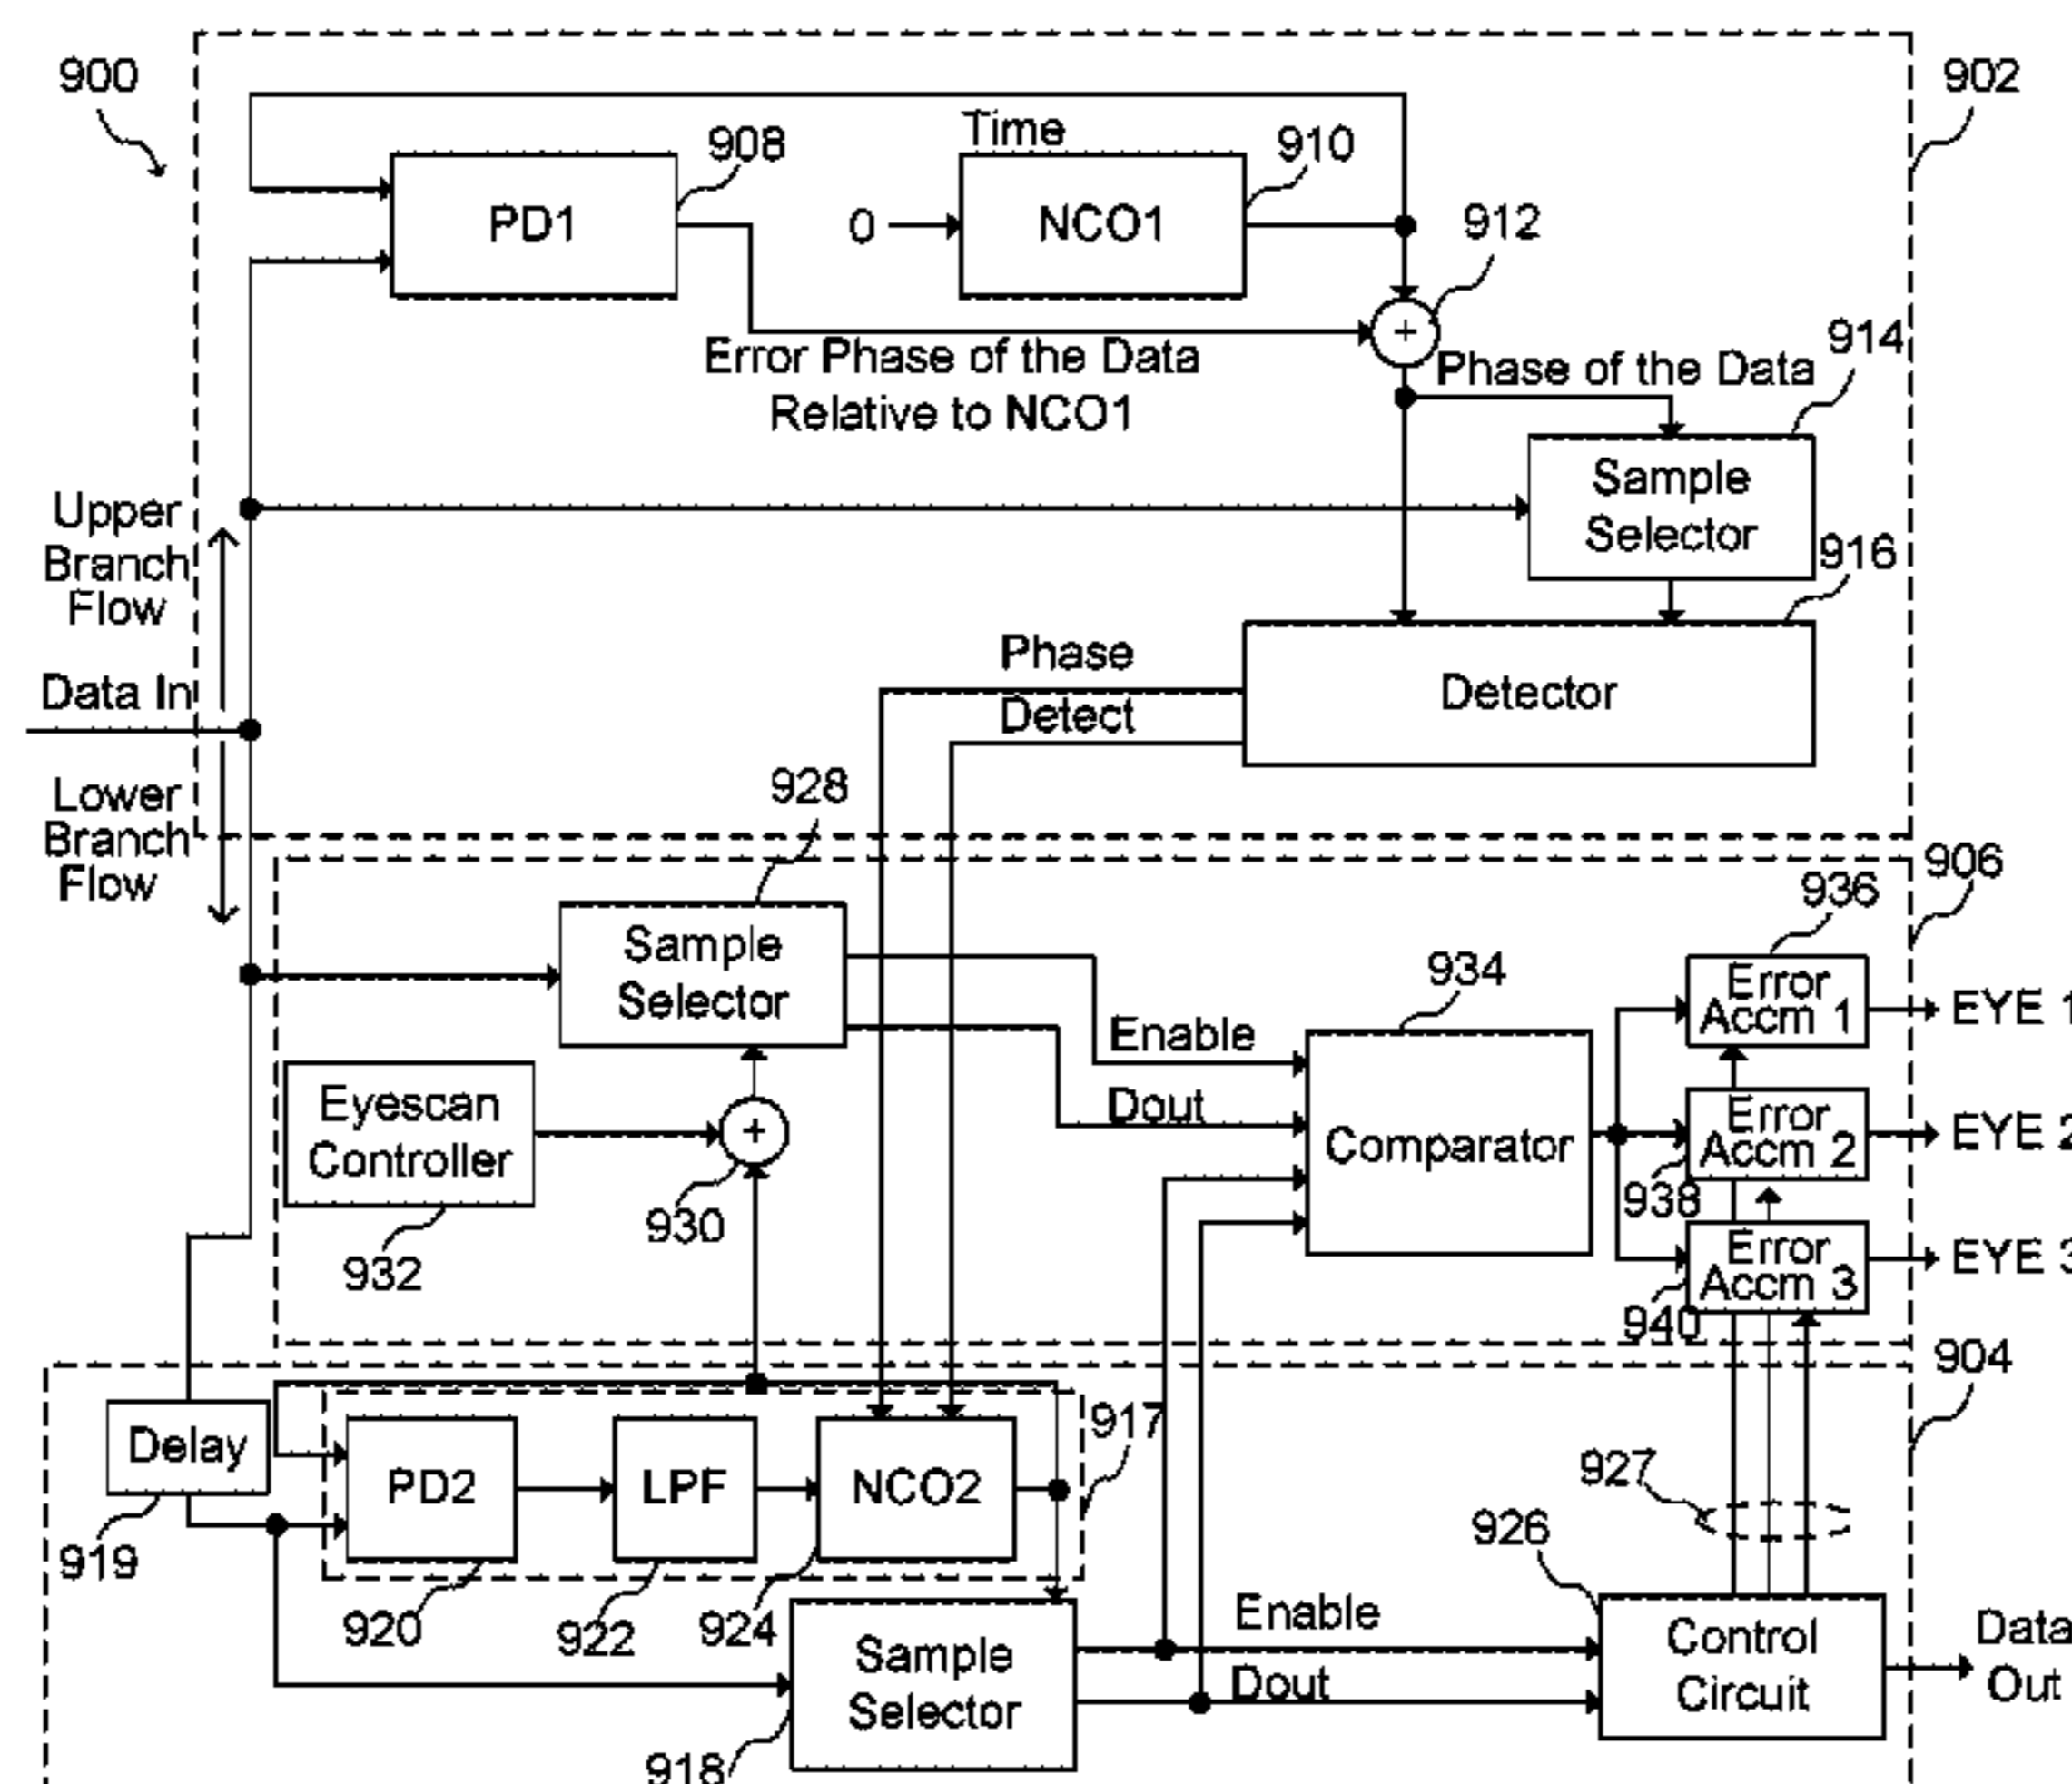 900
902
Time
908
910
PD1
0
NCO1
912
Error Phase of the Data
Relative to NCO1
+
Phase of the Data
914
Sample
Selector
916
Upper
Branch
Flow
Data In
Phase
Detect
Detector
Lower
Branch
Flow
928
906
936
Sample
Selector
934
Error
Accm 1
EYE 1
Enable
Eyescan
Controller
+
Dout
Comparator
Error
Accm 2
EYE 2
930
938
932
Error
Accm 3
EYE 3
940
904
Delay
917
PD2
LPF
NCO2
927
919
926
920
922
924
Enable
Sample
Selector
Dout
Control
Circuit
Data
Out
918